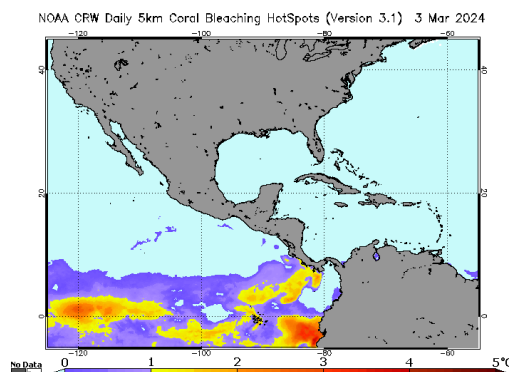 NOAA CRW Daily 5km Coral Bleaching HotSpots (Version 3.1) 3 Mar 2024
-120 -100 -80 -60
40 40
20 20
0 0
-120 -100 -80 -60
No Data 0 1 2 3 4 5°C